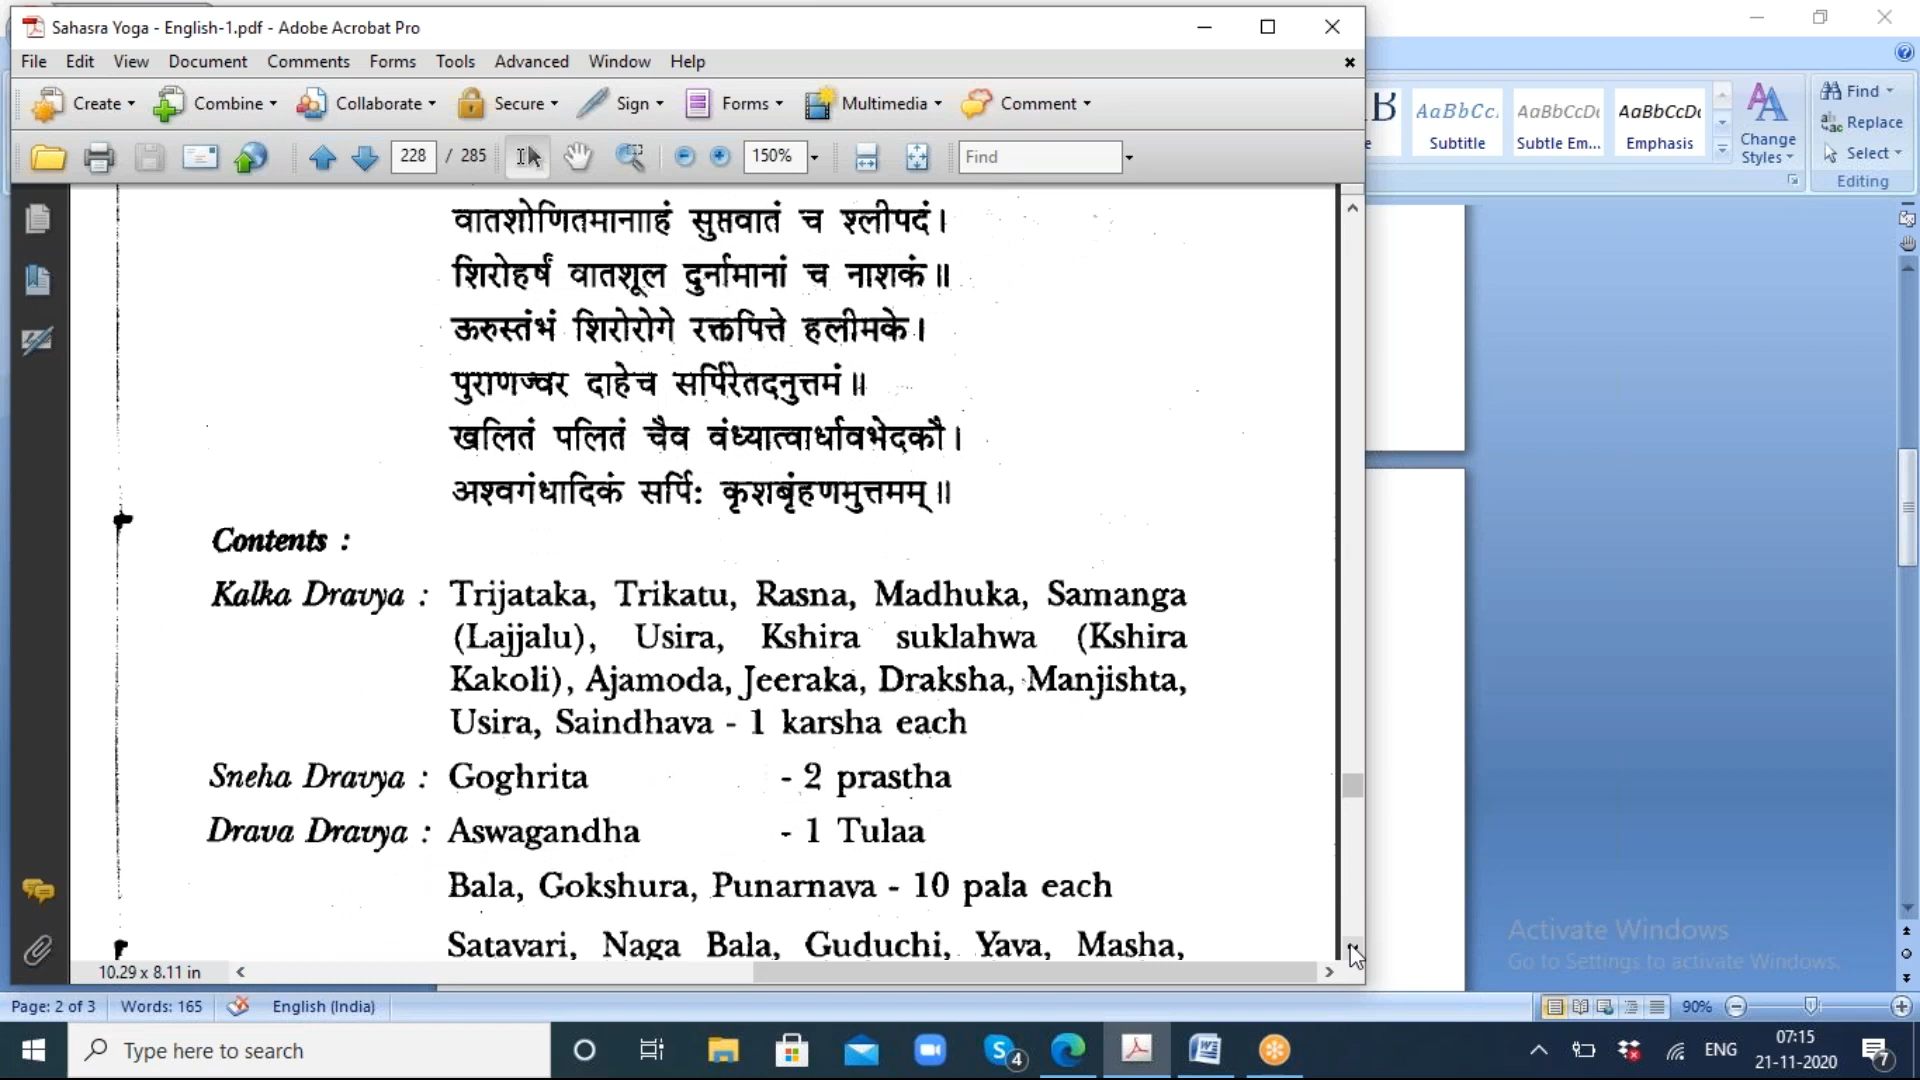 Sahasra Yoga - English-1.pdf - Adobe Acrobat Pro
File Edit View Document Comments Forms Tools Advanced Window Help
Create Combine Collaborate Secure Sign Forms Multimedia Comment
228 / 285 150% Find
AaBbCc. AaBbCcDc AaBbCcDc
Subtitle Subtle Em... Emphasis
Change Styles
Find
Replace
Select
Editing
वातशोणितमानााहं सुप्तवातं च श्लीपदं।
शिरोहर्षं वातशूल दुर्नामानां च नाशकं॥
ऊरुस्तंभं शिरोरोगे रक्तपित्ते हलीमके।
पुराणज्वर दाहेच सर्पिरेतदनुत्तमं॥
खलितं पलितं चैव वंध्यात्वार्धावभेदकौ।
अश्वगंधादिकं सर्पि: कृशबृंहणमुत्तमम्॥
Contents :
Kalka Dravya : Trijataka, Trikatu, Rasna, Madhuka, Samanga
(Lajjalu), Usira, Kshira suklahwa (Kshira
Kakoli), Ajamoda, Jeeraka, Draksha, Manjishta,
Usira, Saindhava - 1 karsha each
Sneha Dravya : Goghrita - 2 prastha
Drava Dravya : Aswagandha - 1 Tulaa
Bala, Gokshura, Punarnava - 10 pala each
Satavari, Naga Bala, Guduchi, Yava, Masha,
10.29 x 8.11 in
Activate Windows
Go to Settings to activate Windows.
Page: 2 of 3 Words: 165 English (India) 90%
Type here to search
4
ENG
07:15
21-11-2020
7